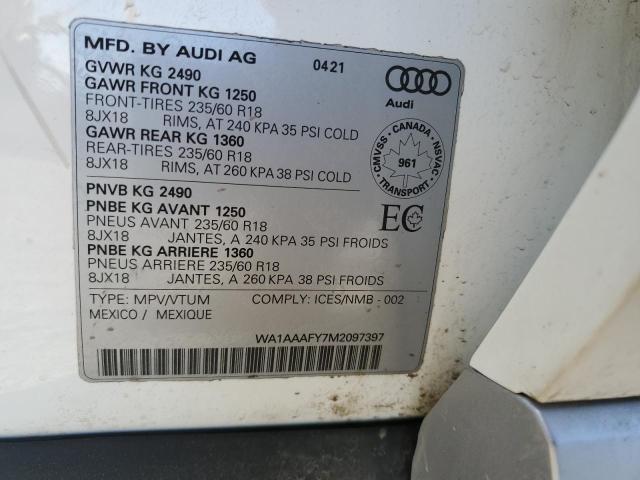 MFD. BY AUDI AG 0421
GVWR KG 2490
GAWR FRONT KG 1250
FRONT-TIRES 235/60 R18
8JX18 RIMS, AT 240 KPA 35 PSI COLD
GAWR REAR KG 1360
REAR-TIRES 235/60 R18
8JX18 RIMS, AT 260 KPA 38 PSI COLD
PNVB KG 2490
PNBE KG AVANT 1250
PNEUS AVANT 235/60 R18
8JX18 JANTES, A 240 KPA 35 PSI FROIDS
PNBE KG ARRIERE 1360
PNEUS ARRIERE 235/60 R18
8JX18 JANTES, A 260 KPA 38 PSI FROIDS
TYPE: MPV/VTUM COMPLY: ICES/NMB - 002
MEXICO / MEXIQUE
WA1AAAFY7M2097397
Audi
CMVSS - CANADA - NSVAC
961
TRANSPORT
EC